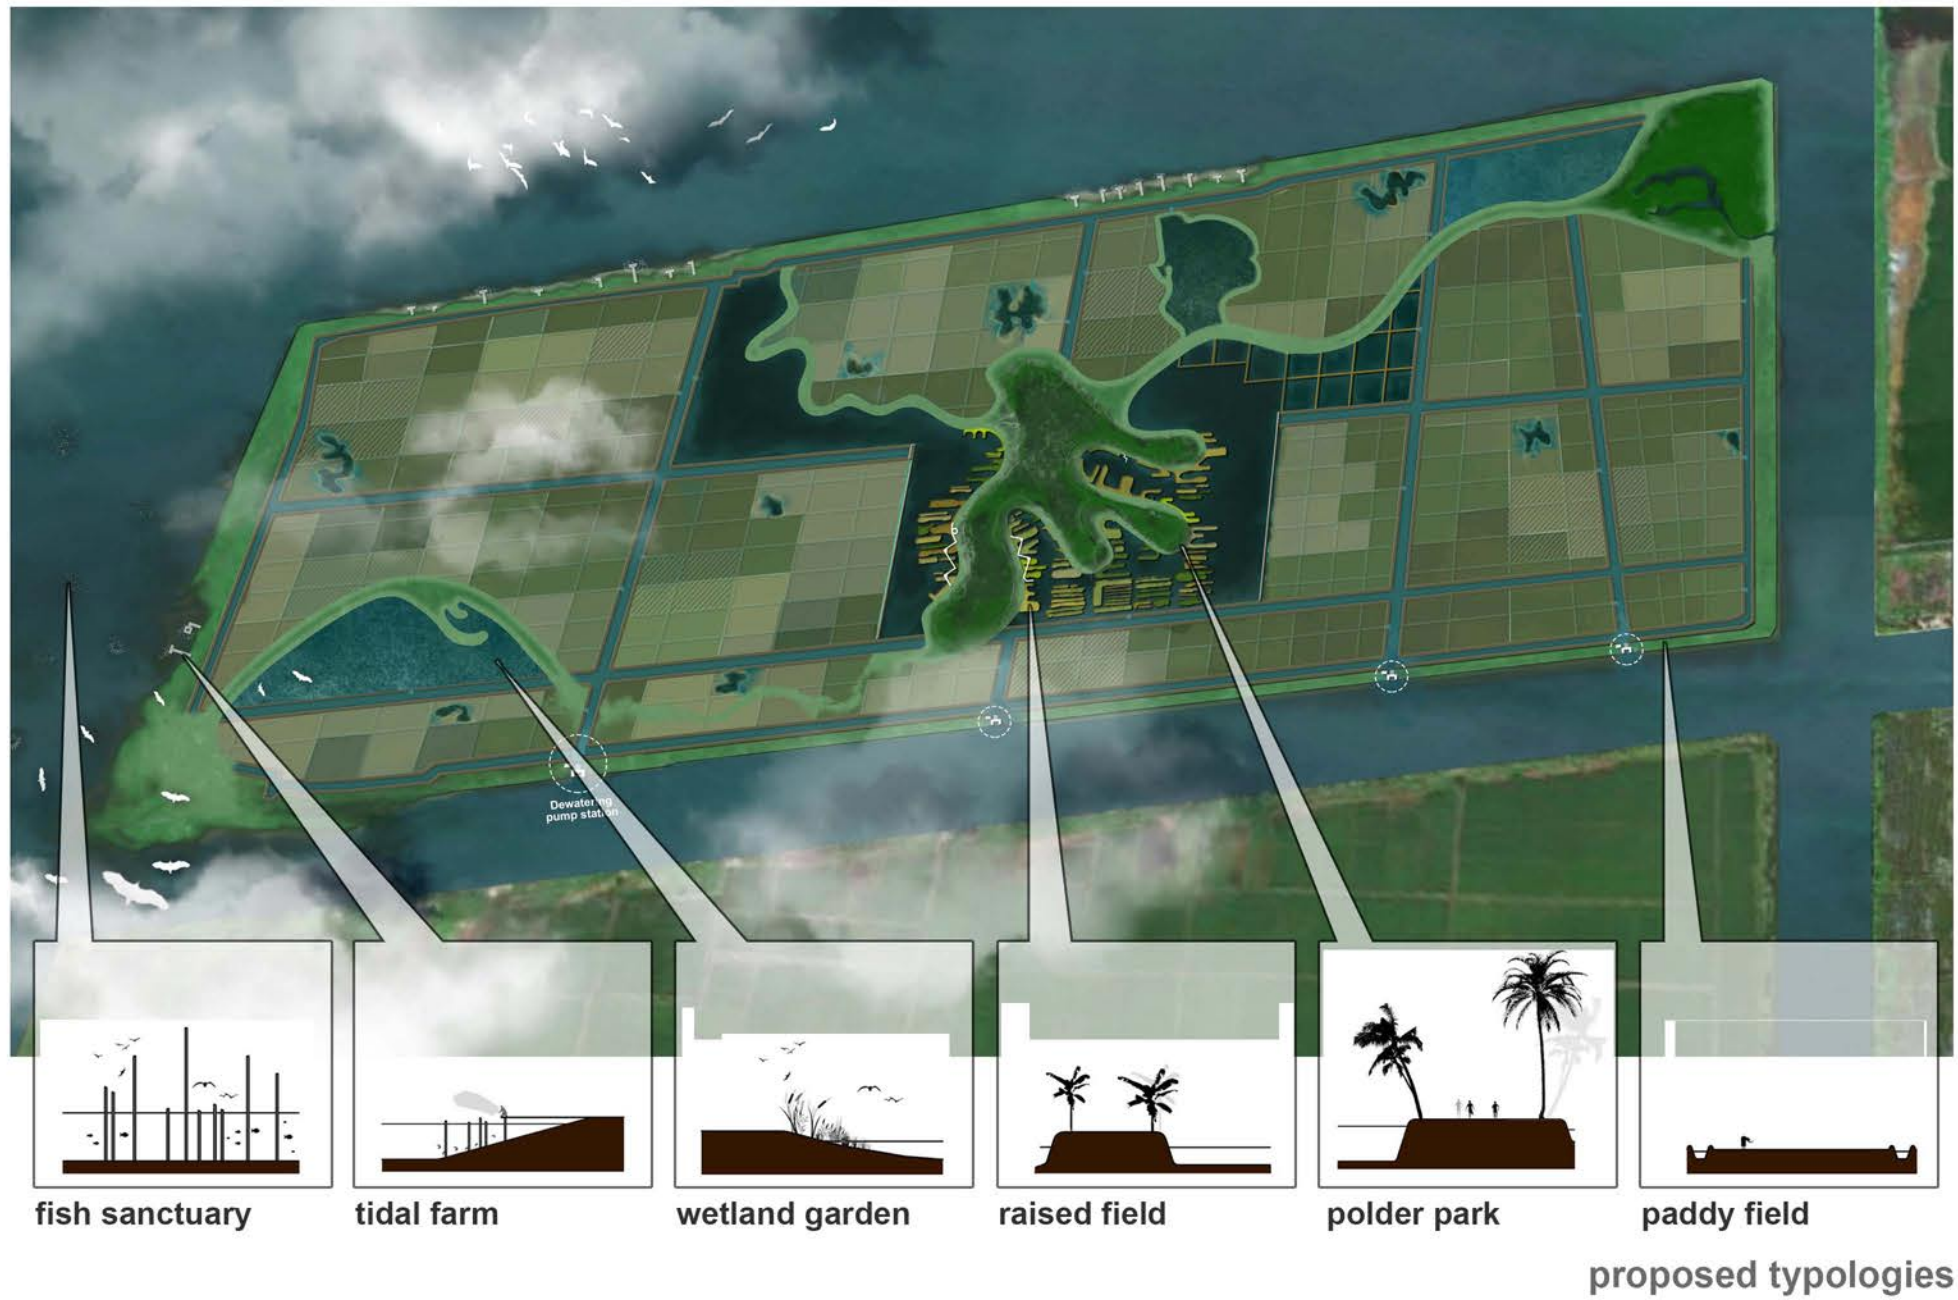 Dewatering
pump station
fish sanctuary
tidal farm
wetland garden
raised field
polder park
paddy field
proposed typologies